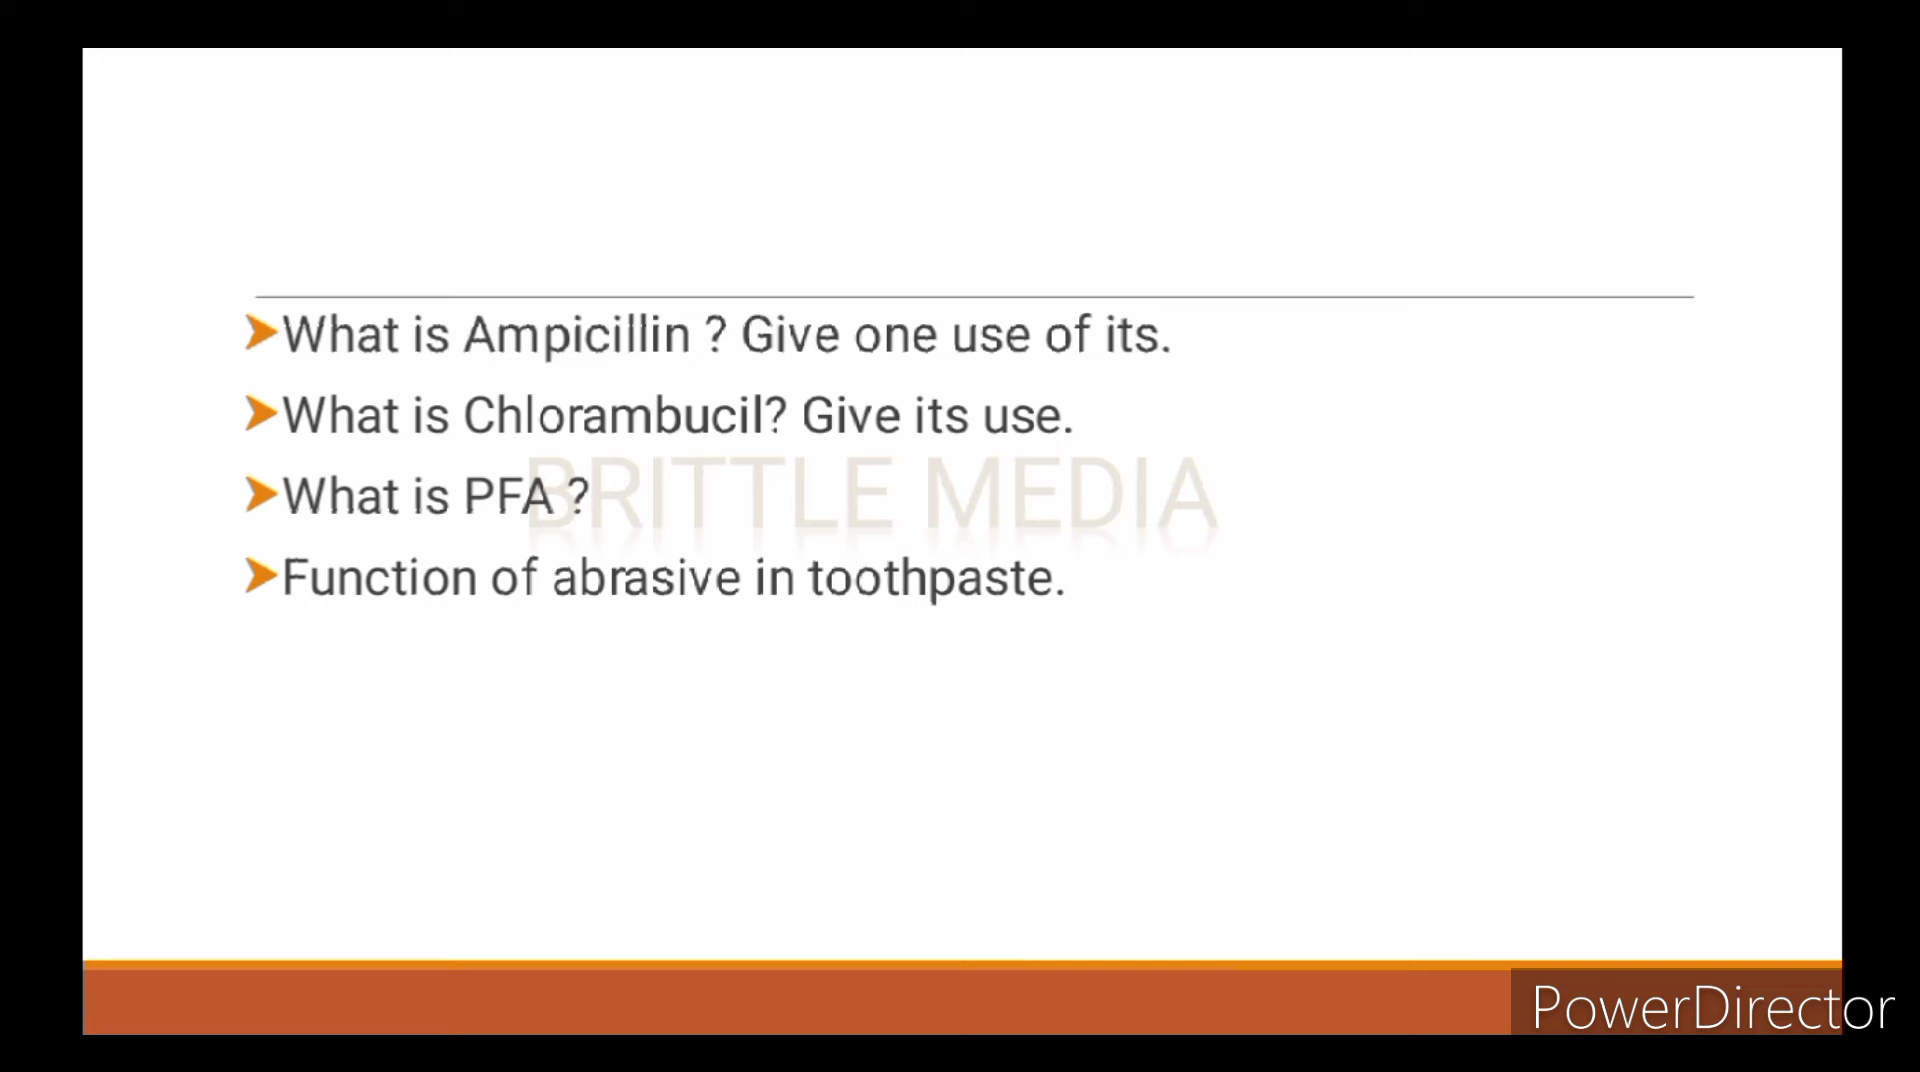 ➤What is Ampicillin ? Give one use of its.
➤What is Chlorambucil? Give its use.
➤What is PFA ?
BRITTLE MEDIA
➤Function of abrasive in toothpaste.
PowerDirector